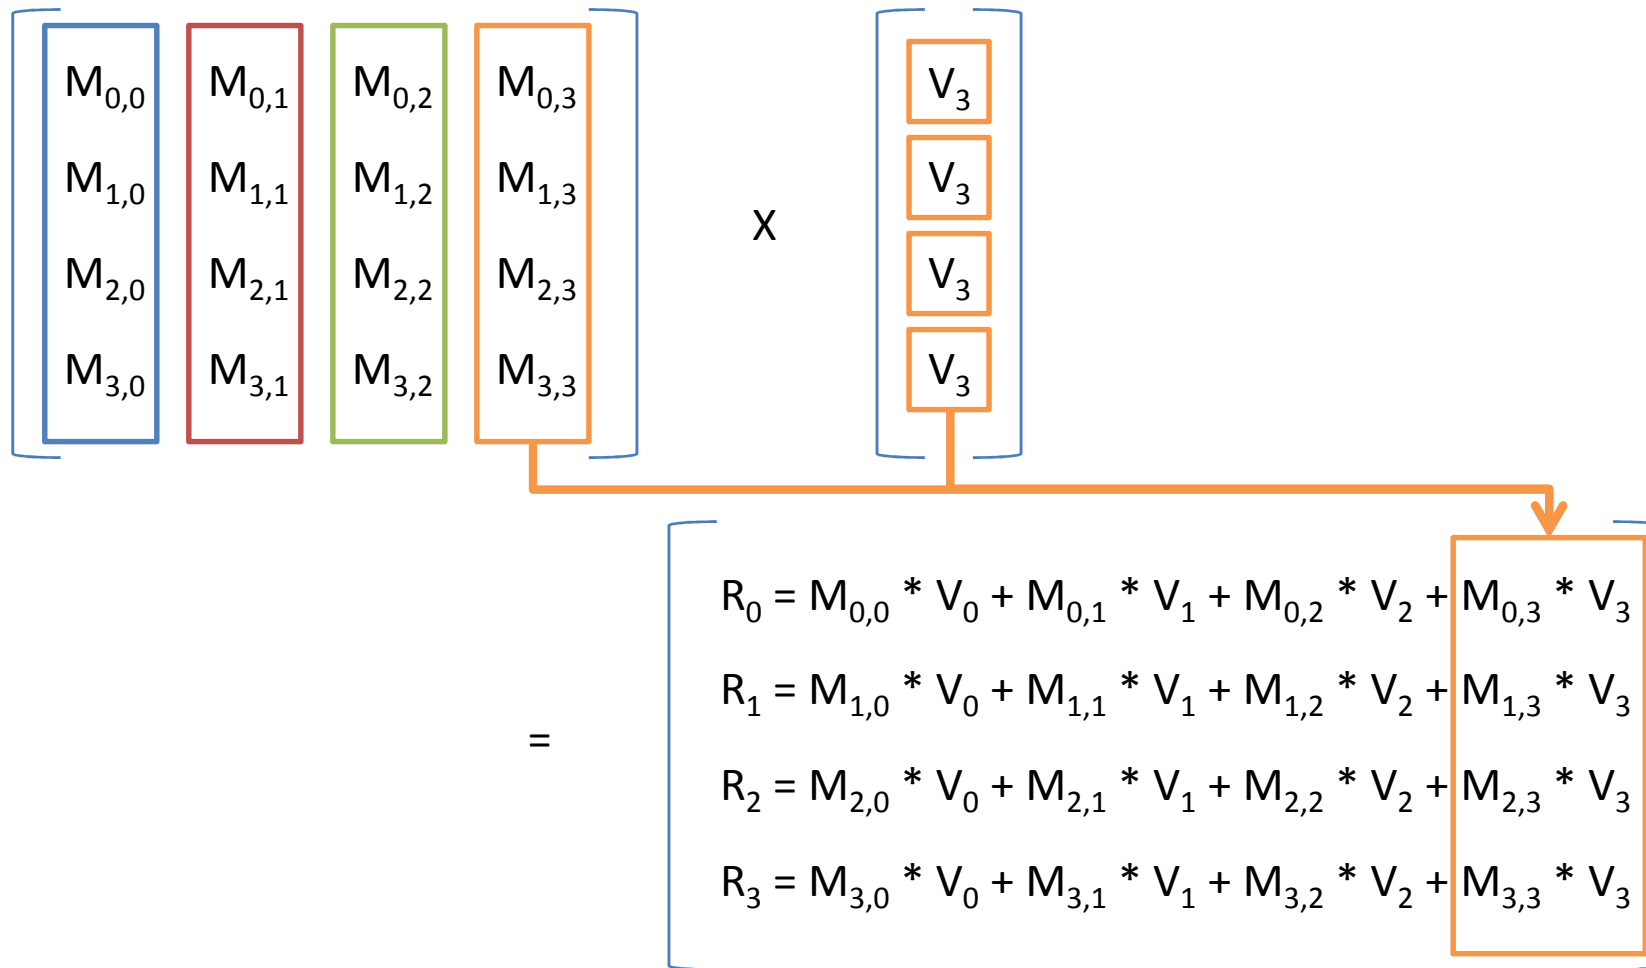 M0,0 M0,1 M0,2 M0,3 V3
M1,0 M1,1 M1,2 M1,3 V3
X
M2,0 M2,1 M2,2 M2,3 V3
M3,0 M3,1 M3,2 M3,3 V3
R0 = M0,0 * V0 + M0,1 * V1 + M0,2 * V2 + M0,3 * V3
R1 = M1,0 * V0 + M1,1 * V1 + M1,2 * V2 + M1,3 * V3
=
R2 = M2,0 * V0 + M2,1 * V1 + M2,2 * V2 + M2,3 * V3
R3 = M3,0 * V0 + M3,1 * V1 + M3,2 * V2 + M3,3 * V3